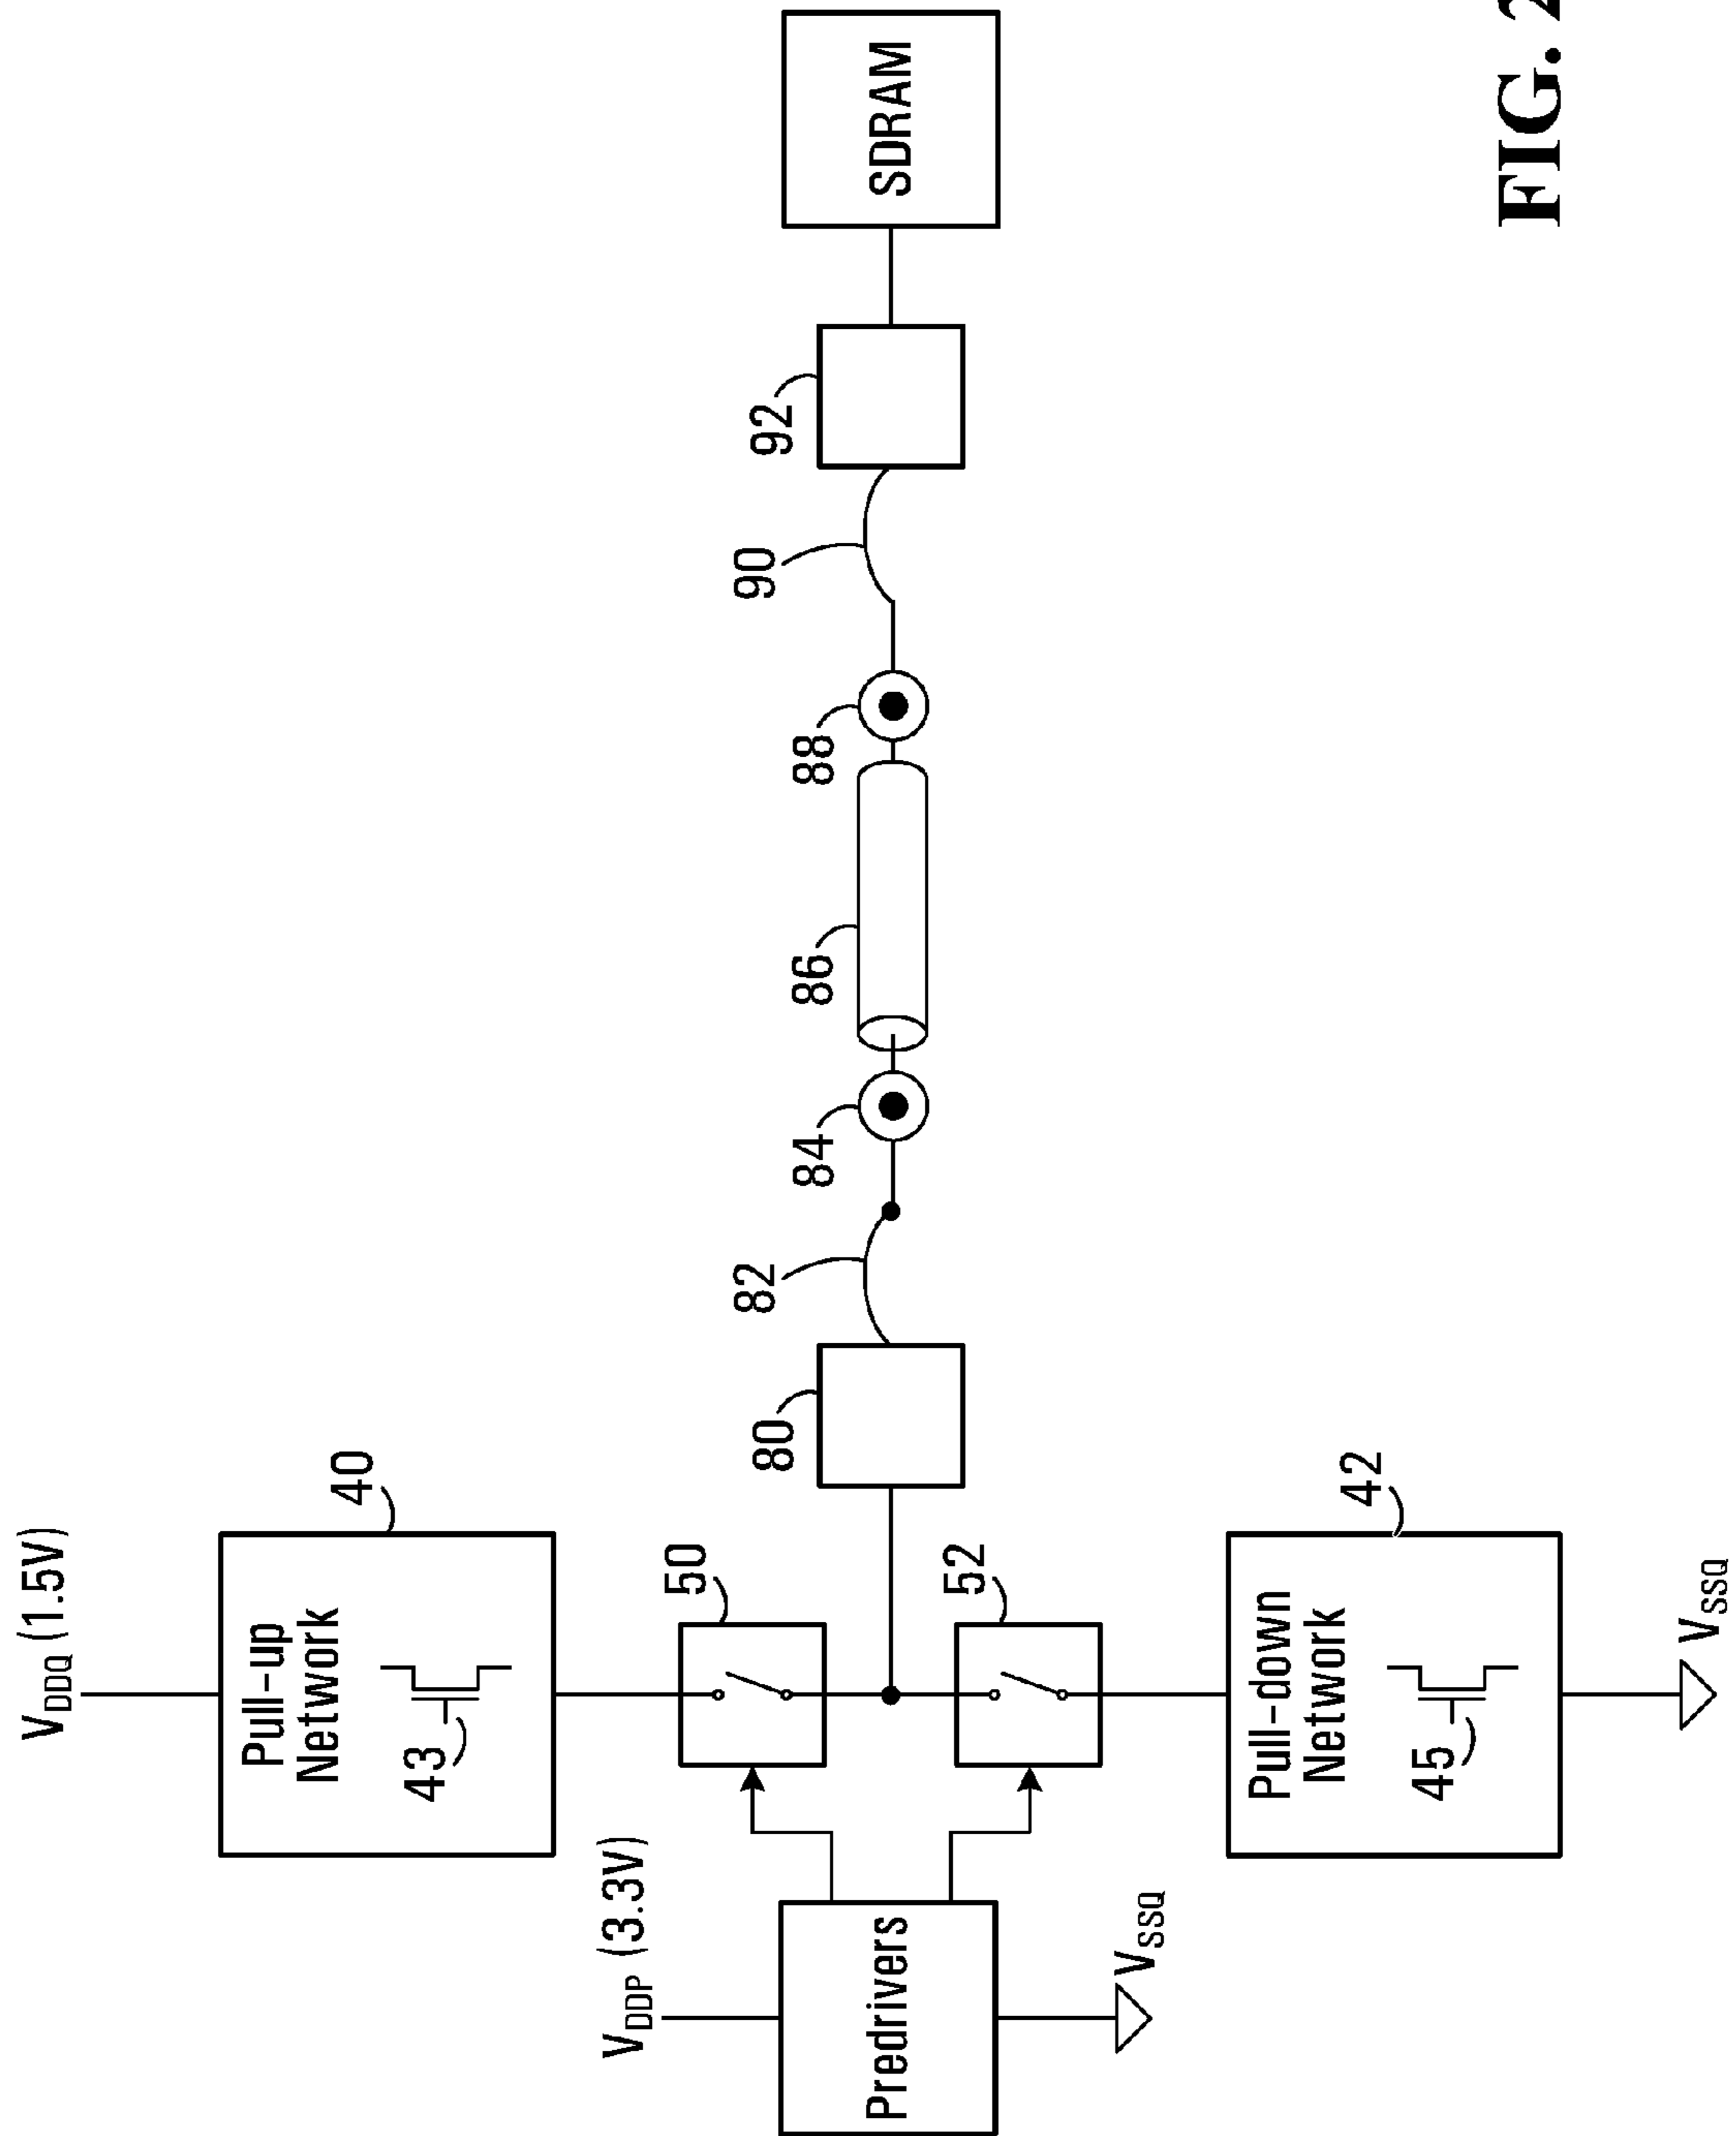 V_DDQ (1.5V)
Pull-up
Network
40
43
V_DDP (3.3V)
50
Predrivers
80
82
84
86
88
90
92
SDRAM
52
V_SSQ
Pull-down
Network
42
45
V_SSQ
FIG. 2